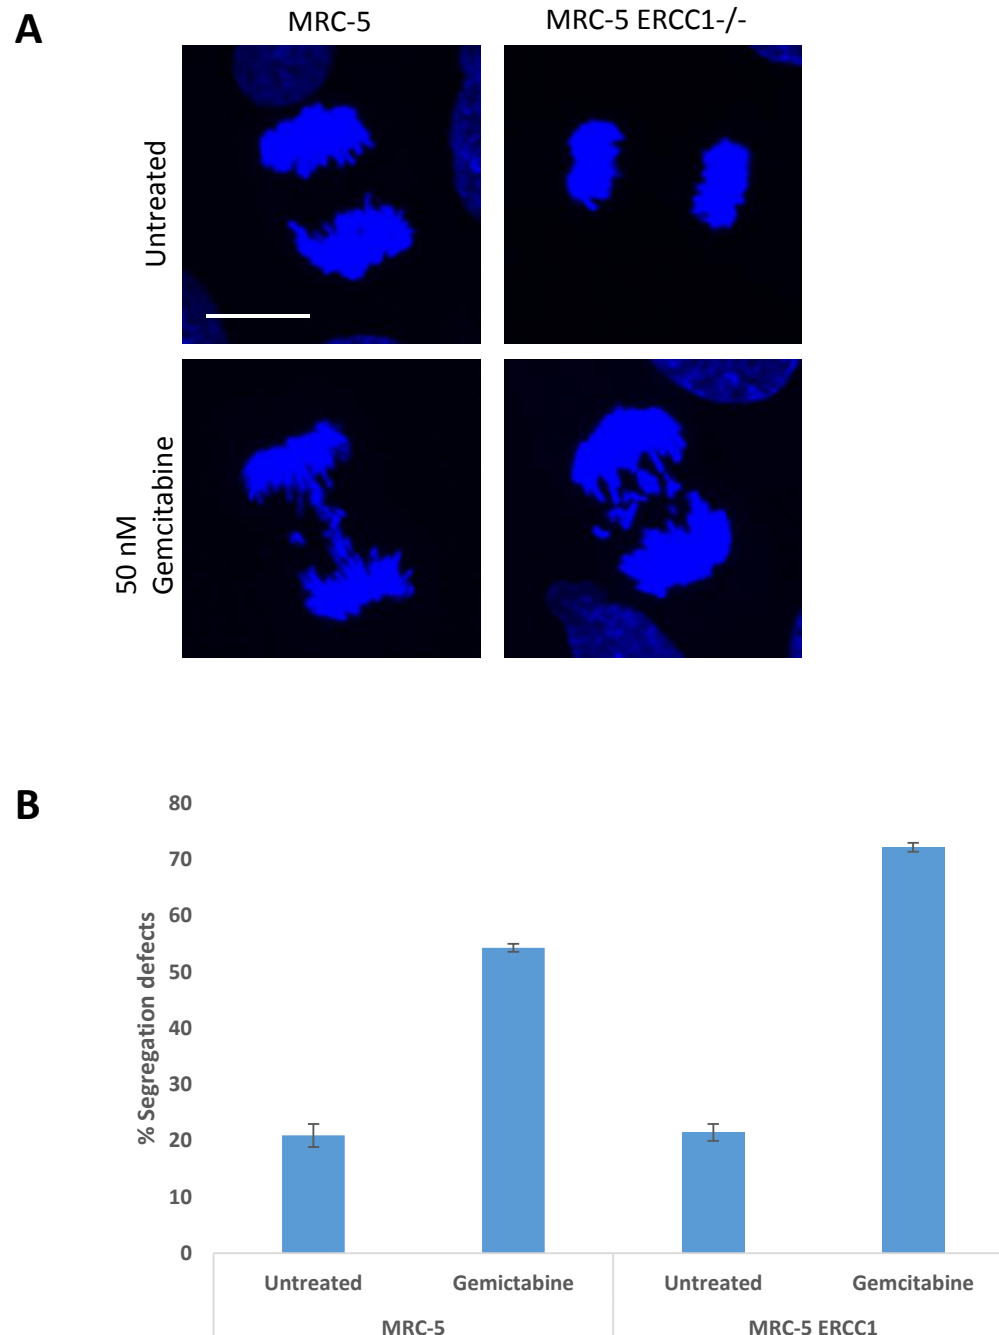 A
MRC-5
MRC-5 ERCC1-/-
Untreated
50 nM
Gemcitabine
B
80
70
60
50
40
30
20
10
0
% Segregation defects
Untreated
Gemictabine
Untreated
Gemcitabine
MRC-5
MRC-5 ERCC1